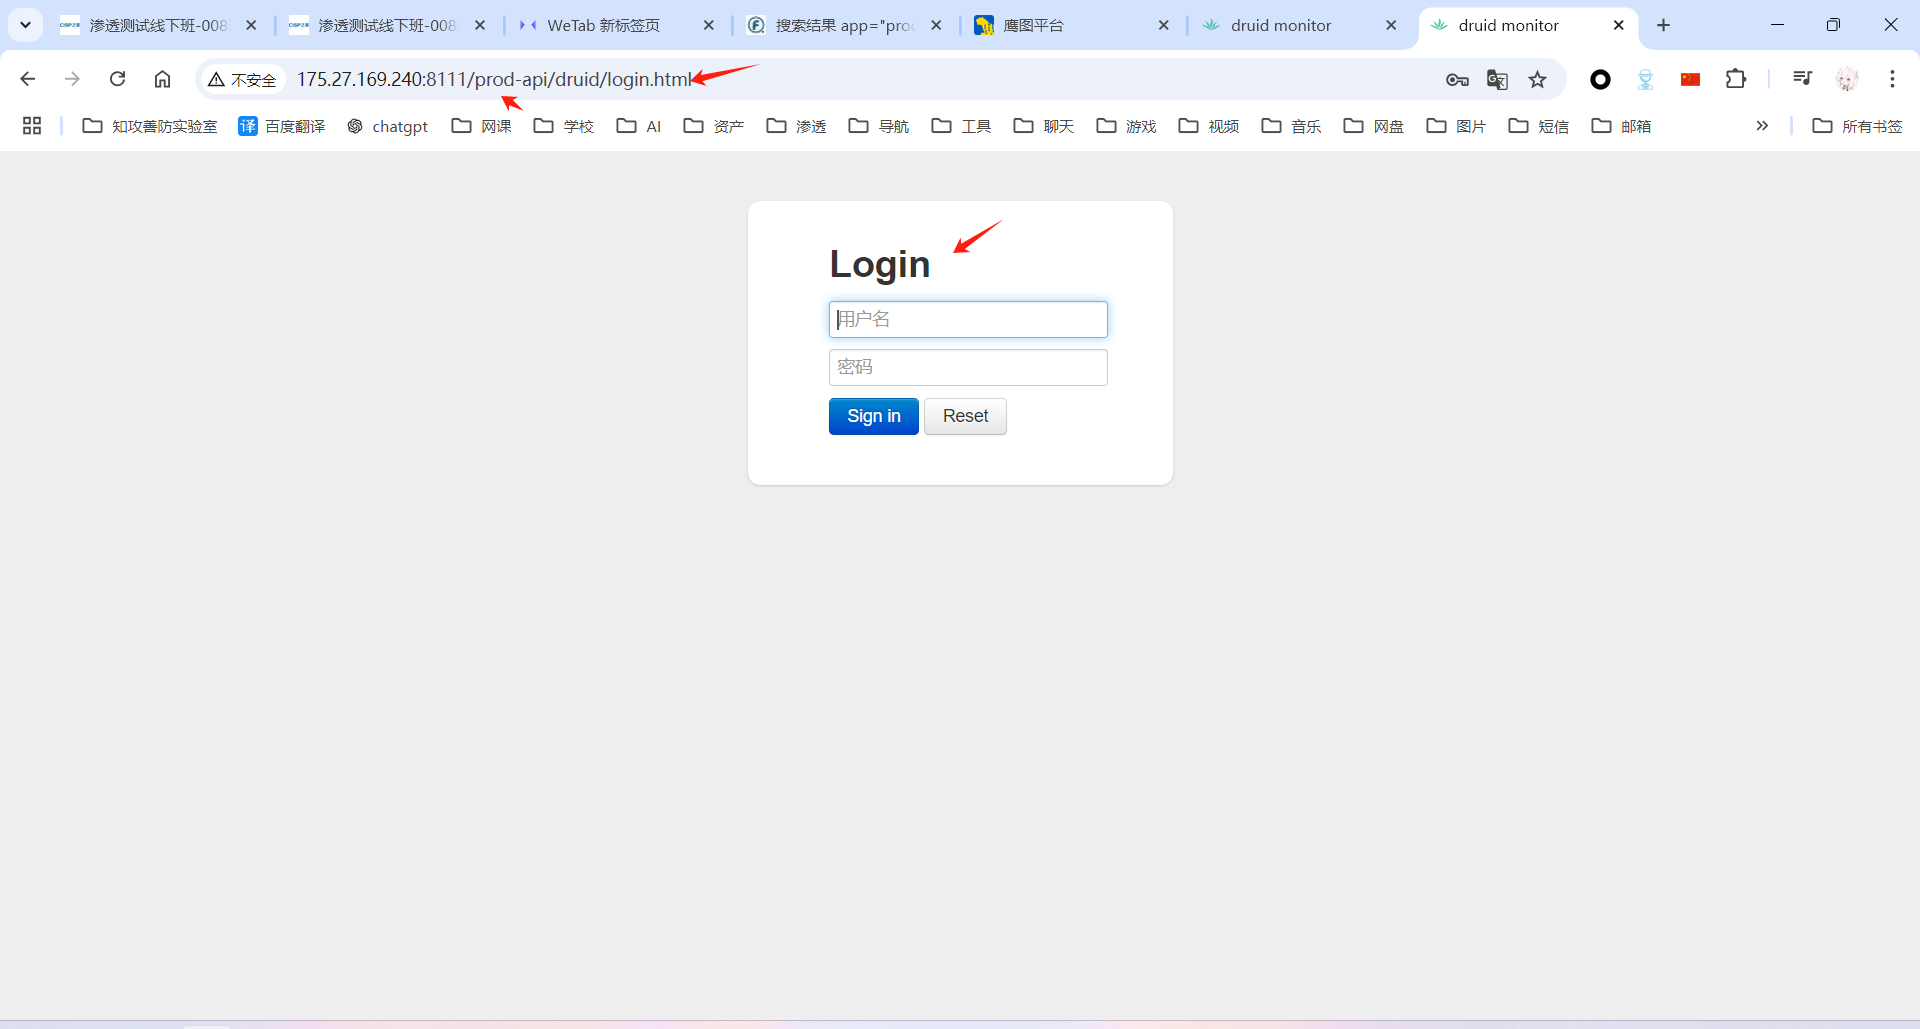 渗透测试线下班-008 渗透测试线下班-008 WeTab 新标签页 搜索结果 app="pro 鹰图平台 druid monitor druid monitor
不安全 175.27.169.240:8111/prod-api/druid/login.html
知攻善防实验室 译 百度翻译 chatgpt 网课 学校 AI 资产 渗透 导航 工具 聊天 游戏 视频 音乐 网盘 图片 短信 邮箱 所有书签
Login
用户名
密码
Sign in Reset